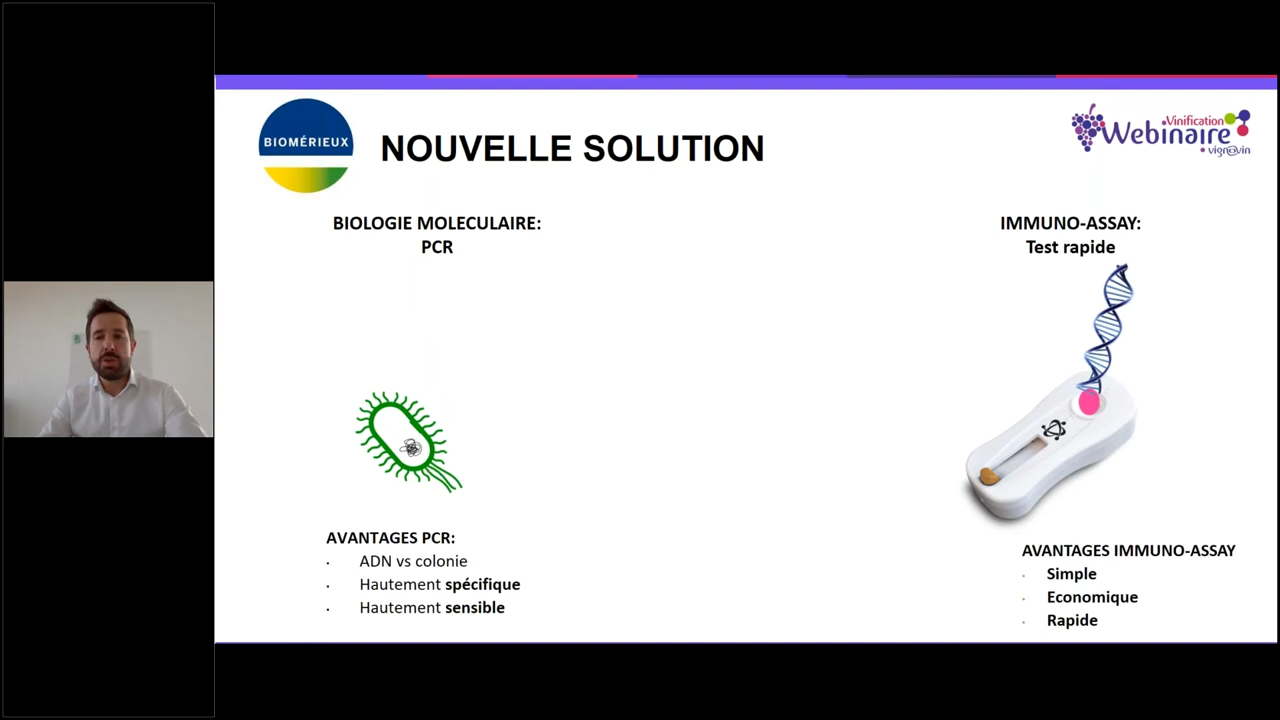 BIOMÉRIEUX
NOUVELLE SOLUTION
Vinification
Webinaire
vign@vin
BIOLOGIE MOLECULAIRE:
PCR
IMMUNO-ASSAY:
Test rapide
AVANTAGES PCR:
• ADN vs colonie
• Hautement spécifique
• Hautement sensible
AVANTAGES IMMUNO-ASSAY
• Simple
• Economique
• Rapide